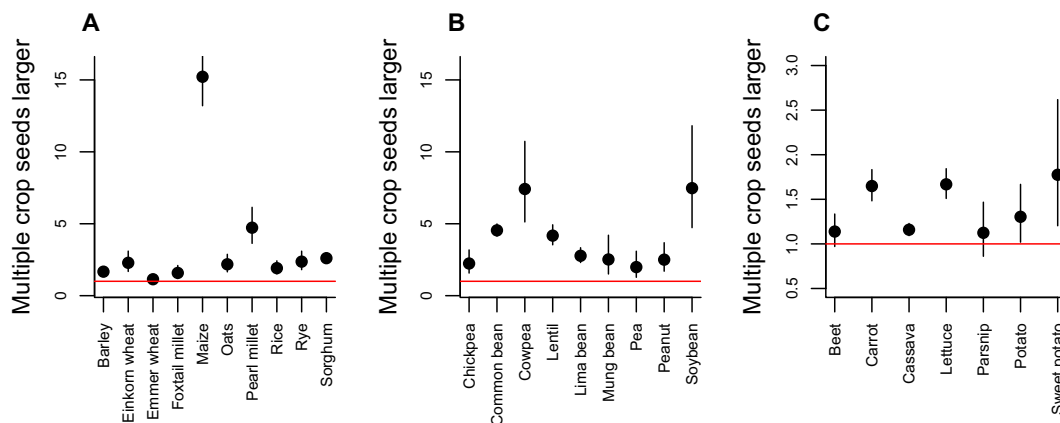 A
Multiple crop seeds larger
15
10
5
0
Barley
Einkorn wheat
Emmer wheat
Foxtail millet
Maize
Oats
Pearl millet
Rice
Rye
Sorghum
B
Multiple crop seeds larger
15
10
5
0
Chickpea
Common bean
Cowpea
Lentil
Lima bean
Mung bean
Pea
Peanut
Soybean
C
Multiple crop seeds larger
3.0
2.5
2.0
1.5
1.0
0.5
Beet
Carrot
Cassava
Lettuce
Parsnip
Potato
Sweet potato